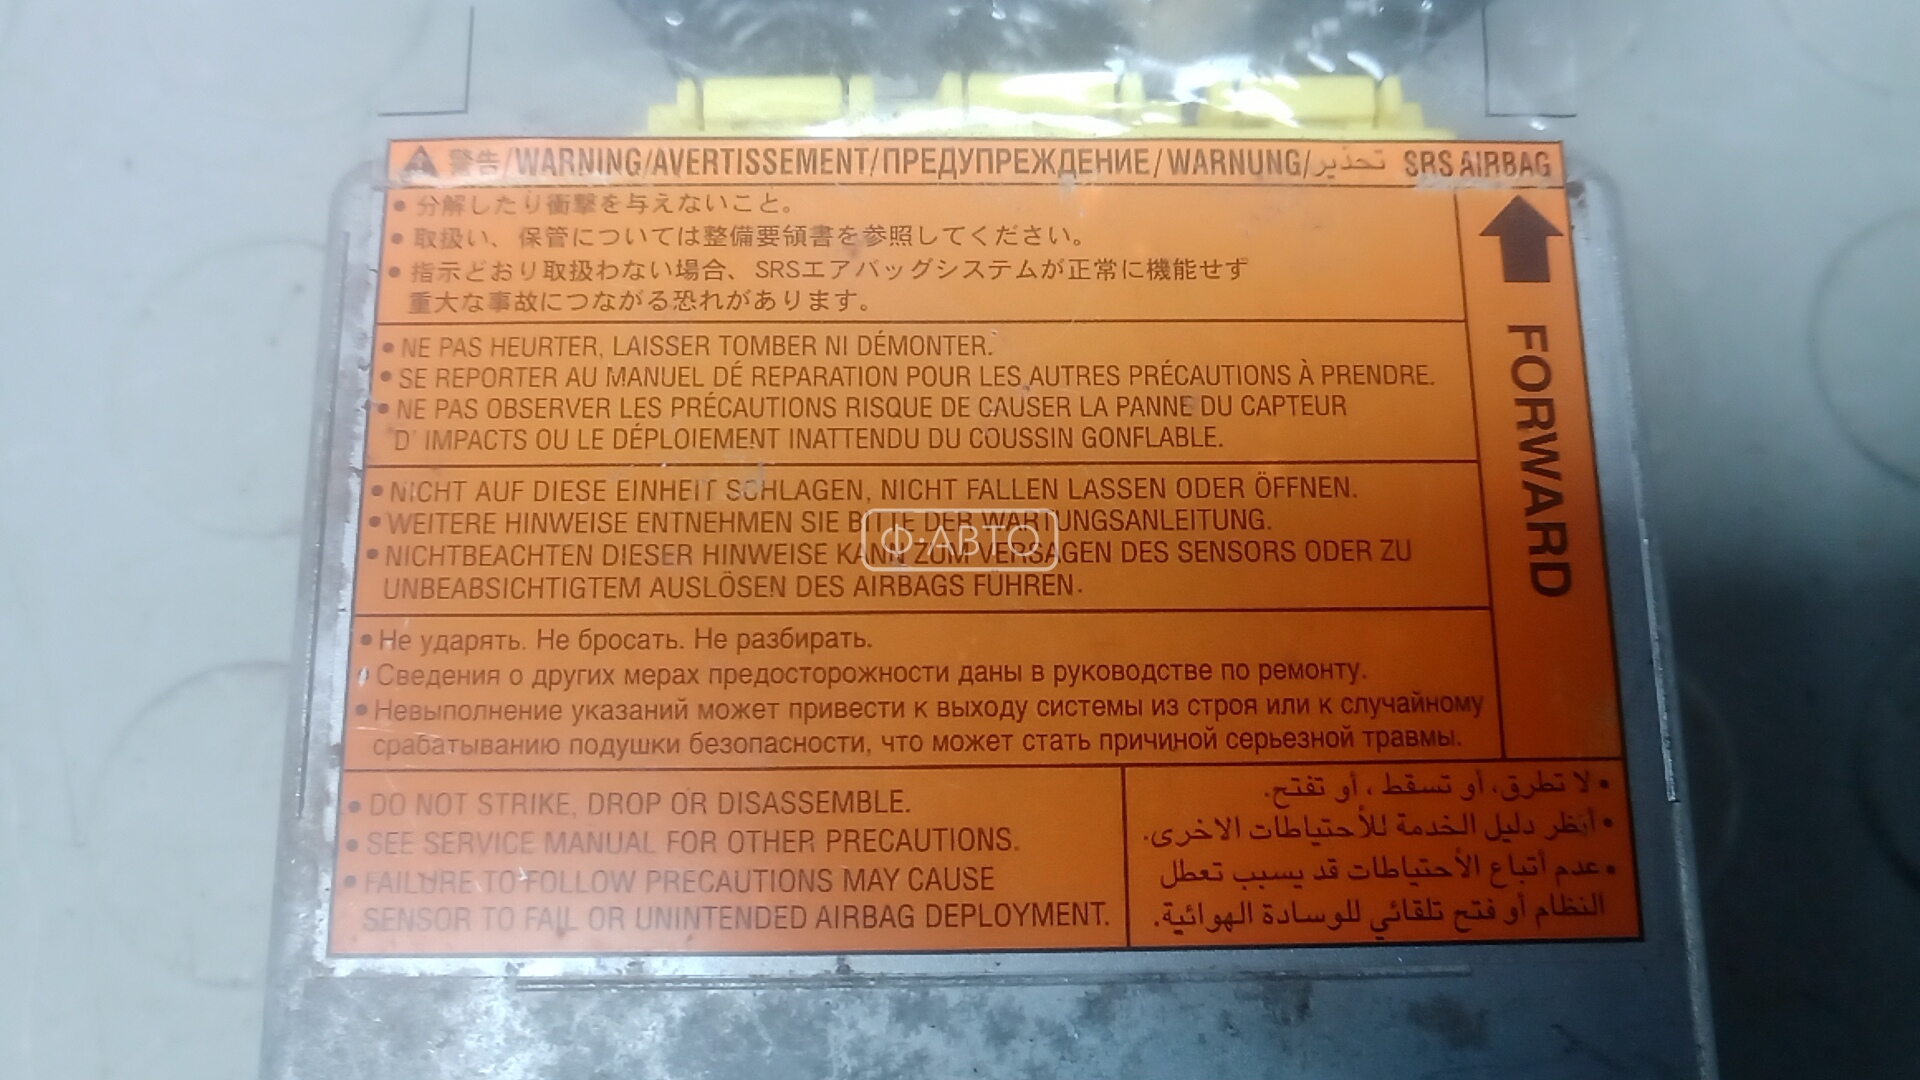 警告/WARNING/AVERTISSEMENT/ПРЕДУПРЕЖДЕНИЕ/WARNUNG/تحذير SRS AIRBAG
• 分解したり衝撃を与えないこと。
• 取扱い、保管については整備要領書を参照してください。
• 指示どおり取扱わない場合、SRSエアバッグシステムが正常に機能せず
重大な事故につながる恐れがあります。
FORWARD
• NE PAS HEURTER, LAISSER TOMBER NI DÉMONTER.
• SE REPORTER AU MANUEL DÉ REPARATION POUR LES AUTRES PRÉCAUTIONS À PRENDRE.
• NE PAS OBSERVER LES PRÉCAUTIONS RISQUE DE CAUSER LA PANNE DU CAPTEUR
D' IMPACTS OU LE DÉPLOIEMENT INATTENDU DU COUSSIN GONFLABLE.
• NICHT AUF DIESE EINHEIT SCHLAGEN, NICHT FALLEN LASSEN ODER ÖFFNEN.
• WEITERE HINWEISE ENTNEHMEN SIE BITTE DER WARTUNGSANLEITUNG.
• NICHTBEACHTEN DIESER HINWEISE KANN ZUM VERSAGEN DES SENSORS ODER ZU
UNBEABSICHTIGTEM AUSLÖSEN DES AIRBAGS FÜHREN.
Ф·АВТО
• Не ударять. Не бросать. Не разбирать.
• Сведения о других мерах предосторожности даны в руководстве по ремонту.
• Невыполнение указаний может привести к выходу системы из строя или к случайному
срабатыванию подушки безопасности, что может стать причиной серьезной травмы.
• DO NOT STRIKE, DROP OR DISASSEMBLE.
• SEE SERVICE MANUAL FOR OTHER PRECAUTIONS.
• FAILURE TO FOLLOW PRECAUTIONS MAY CAUSE
SENSOR TO FAIL OR UNINTENDED AIRBAG DEPLOYMENT.
• لا تطرق، أو تسقط ، أو تفتح.
• أنظر دليل الخدمة للأحتياطات الاخرى.
• عدم أتباع الأحتياطات قد يسبب تعطل
النظام أو فتح تلقائي للوسادة الهوائية.